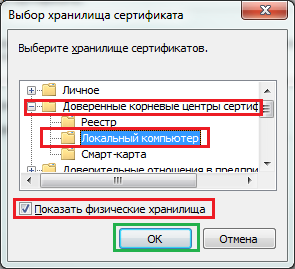 Выбор хранилища сертификата
Выберите хранилище сертификатов.
Личное
Доверенные корневые центры сертиф
Реестр
Локальный компьютер
Смарт-карта
Доверительные отношения в предпри
Показать физические хранилища
OK
Отмена